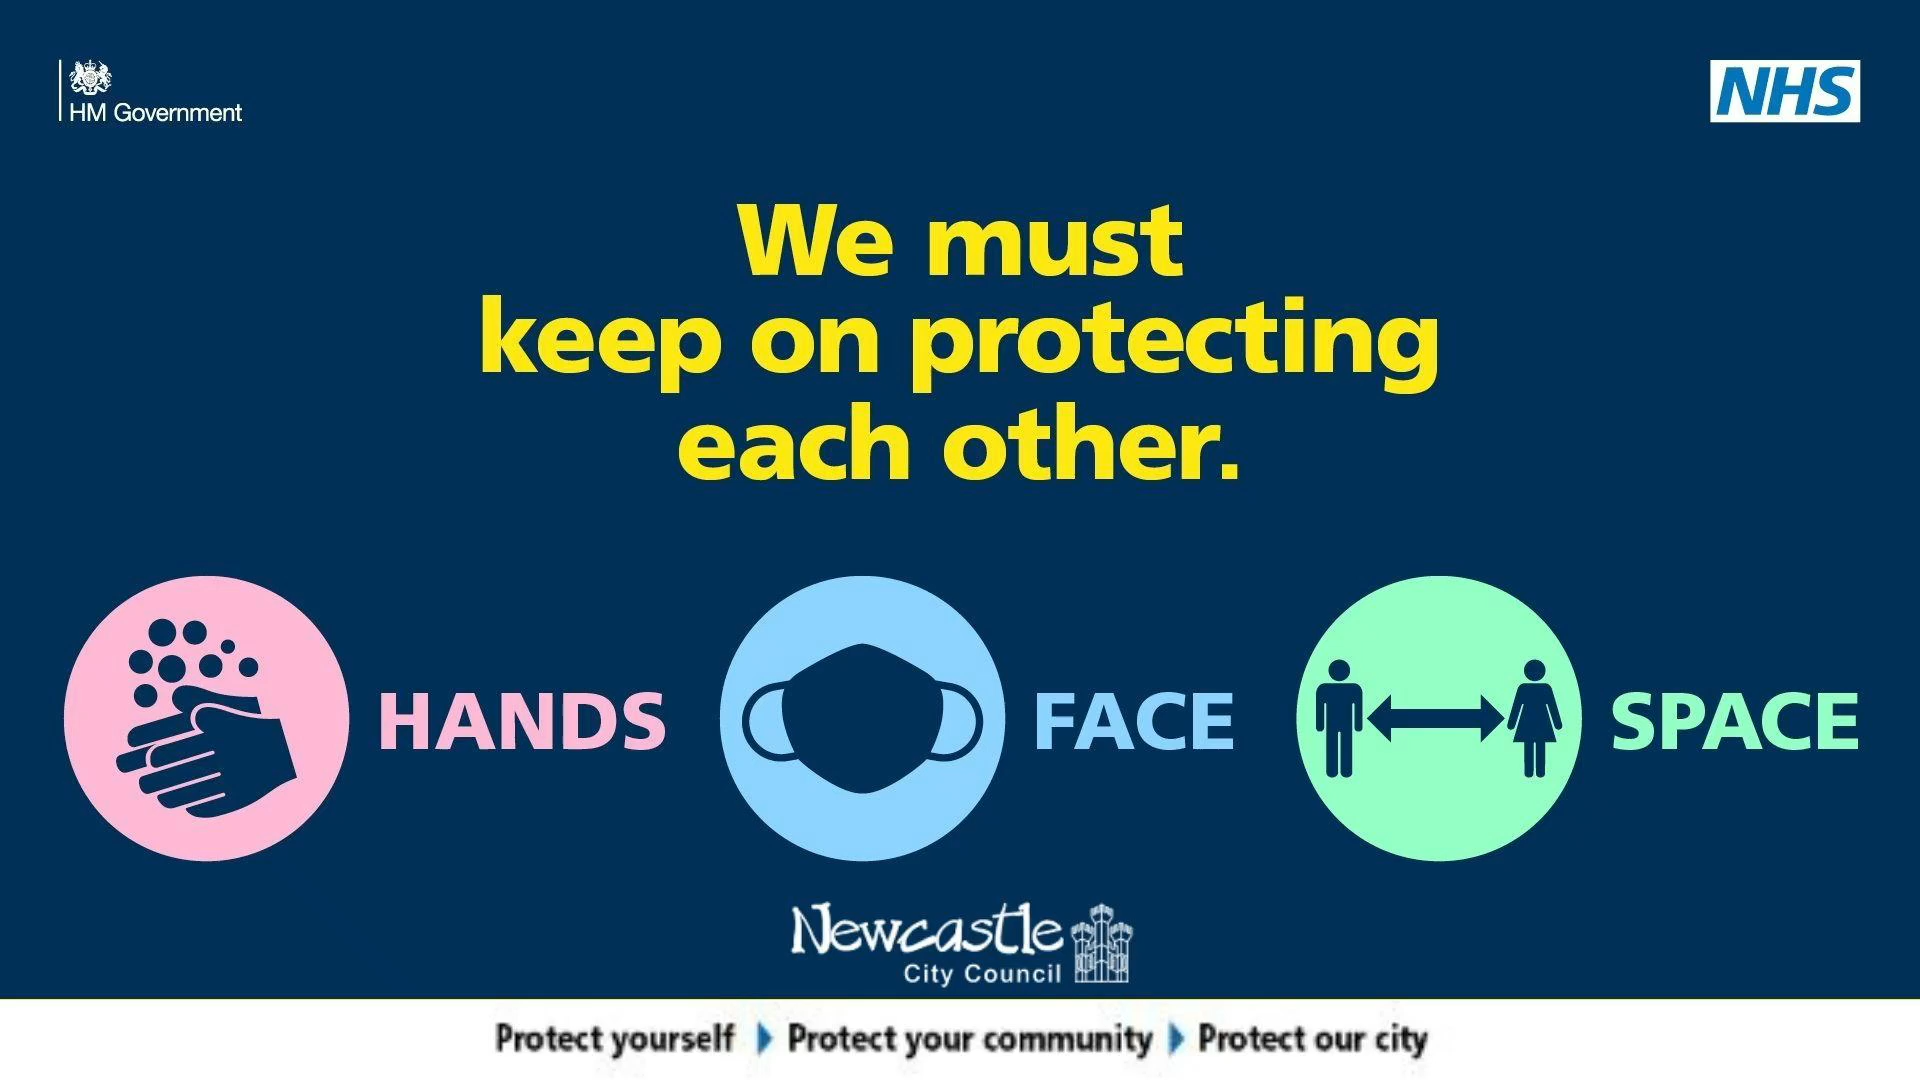 HM Government
NHS
We must
keep on protecting
each other.
HANDS
FACE
SPACE
Newcastle
City Council
Protect yourself Protect your community Protect our city